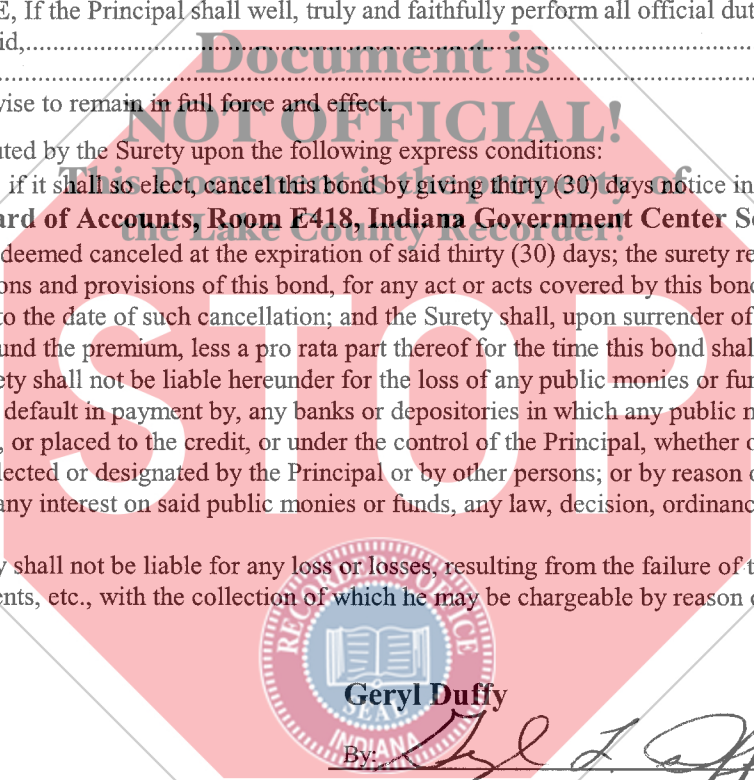 E, If the Principal shall well, truly and faithfully perform all official dut
id,
Document is
wise to remain in full force and effect.
NOT OFFICIAL!
uted by the Surety upon the following express conditions:
This Document is the property of
if it shall so elect, cancel this bond by giving thirty (30) days notice in
ard of Accounts, Room E418, Indiana Government Center S
the Lake County Recorder!
deemed canceled at the expiration of said thirty (30) days; the surety re
ons and provisions of this bond, for any act or acts covered by this bon
to the date of such cancellation; and the Surety shall, upon surrender of
und the premium, less a pro rata part thereof for the time this bond shal
ety shall not be liable hereunder for the loss of any public monies or fu
default in payment by, any banks or depositories in which any public
, or placed to the credit, or under the control of the Principal, whether
lected or designated by the Principal or by other persons; or by reason
any interest on said public monies or funds, any law, decision, ordinanc
STOP
y shall not be liable for any loss or losses, resulting from the failure of t
ents, etc., with the collection of which he may be chargeable by reason
RECORDER'S OFFICE
SEAL
INDIANA
Geryl Duffy
By: